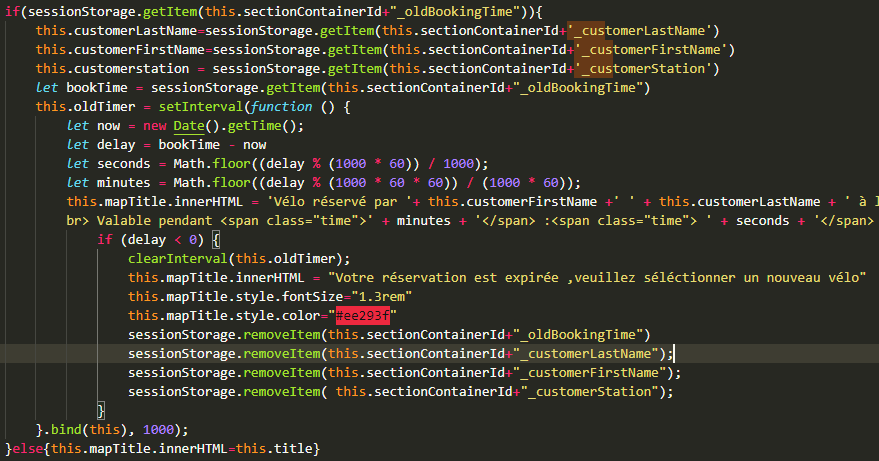 if(sessionStorage.getItem(this.sectionContainerId+"_oldBookingTime")){
this.customerLastName=sessionStorage.getItem(this.sectionContainerId+'_customerLastName')
this.customerFirstName=sessionStorage.getItem(this.sectionContainerId+'_customerFirstName')
this.customerstation = sessionStorage.getItem(this.sectionContainerId+'_customerStation')
let bookTime = sessionStorage.getItem(this.sectionContainerId+"_oldBookingTime")
this.oldTimer = setInterval(function () {
let now = new Date().getTime();
let delay = bookTime - now
let seconds = Math.floor((delay % (1000 * 60)) / 1000);
let minutes = Math.floor((delay % (1000 * 60 * 60)) / (1000 * 60));
this.mapTitle.innerHTML = 'Vélo réservé par '+ this.customerFirstName +' ' + this.customerLastName + ' à l
br> Valable pendant <span class="time">' + minutes + '</span> :<span class="time"> ' + seconds + '</span>
if (delay < 0) {
clearInterval(this.oldTimer);
this.mapTitle.innerHTML = "Votre réservation est expirée ,veuillez séléctionner un nouveau vélo"
this.mapTitle.style.fontSize="1.3rem"
this.mapTitle.style.color="#ee293f"
sessionStorage.removeItem(this.sectionContainerId+"_oldBookingTime")
sessionStorage.removeItem(this.sectionContainerId+"_customerLastName");
sessionStorage.removeItem(this.sectionContainerId+"_customerFirstName");
sessionStorage.removeItem( this.sectionContainerId+"_customerStation");
}
}.bind(this), 1000);
}else{this.mapTitle.innerHTML=this.title}